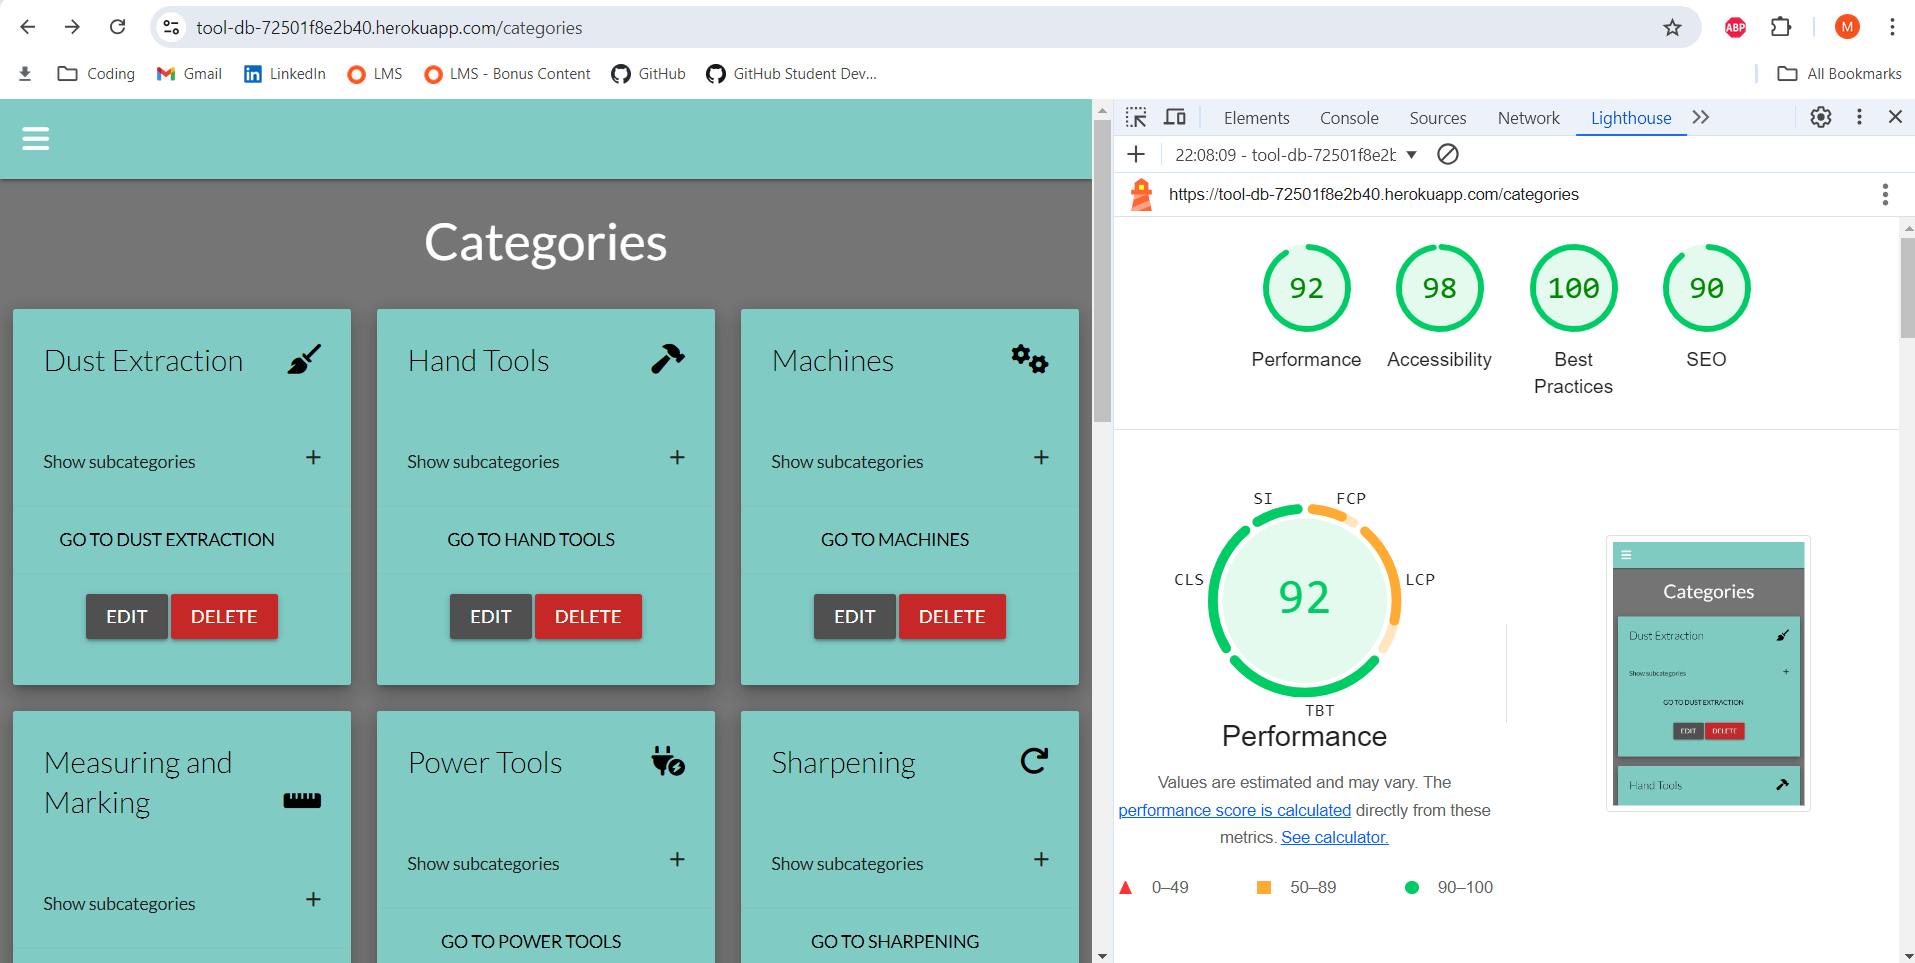 tool-db-72501f8e2b40.herokuapp.com/categories
ABP
M
Coding
Gmail
LinkedIn
LMS
LMS - Bonus Content
GitHub
GitHub Student Dev...
All Bookmarks
Categories
Dust Extraction
Show subcategories
+
GO TO DUST EXTRACTION
EDIT
DELETE
Hand Tools
Show subcategories
+
GO TO HAND TOOLS
EDIT
DELETE
Machines
Show subcategories
+
GO TO MACHINES
EDIT
DELETE
Measuring and
Marking
Show subcategories
+
Power Tools
Show subcategories
+
GO TO POWER TOOLS
Sharpening
Show subcategories
+
GO TO SHARPENING
Elements
Console
Sources
Network
Lighthouse
22:08:09 - tool-db-72501f8e2b
https://tool-db-72501f8e2b40.herokuapp.com/categories
92
Performance
98
Accessibility
100
Best
Practices
90
SEO
SI
FCP
CLS
LCP
92
TBT
Performance
Values are estimated and may vary. The
performance score is calculated directly from these
metrics. See calculator.
0–49
50–89
90–100
Categories
Dust Extraction
Show subcategories
+
GO TO DUST EXTRACTION
EDIT
DELETE
Hand Tools